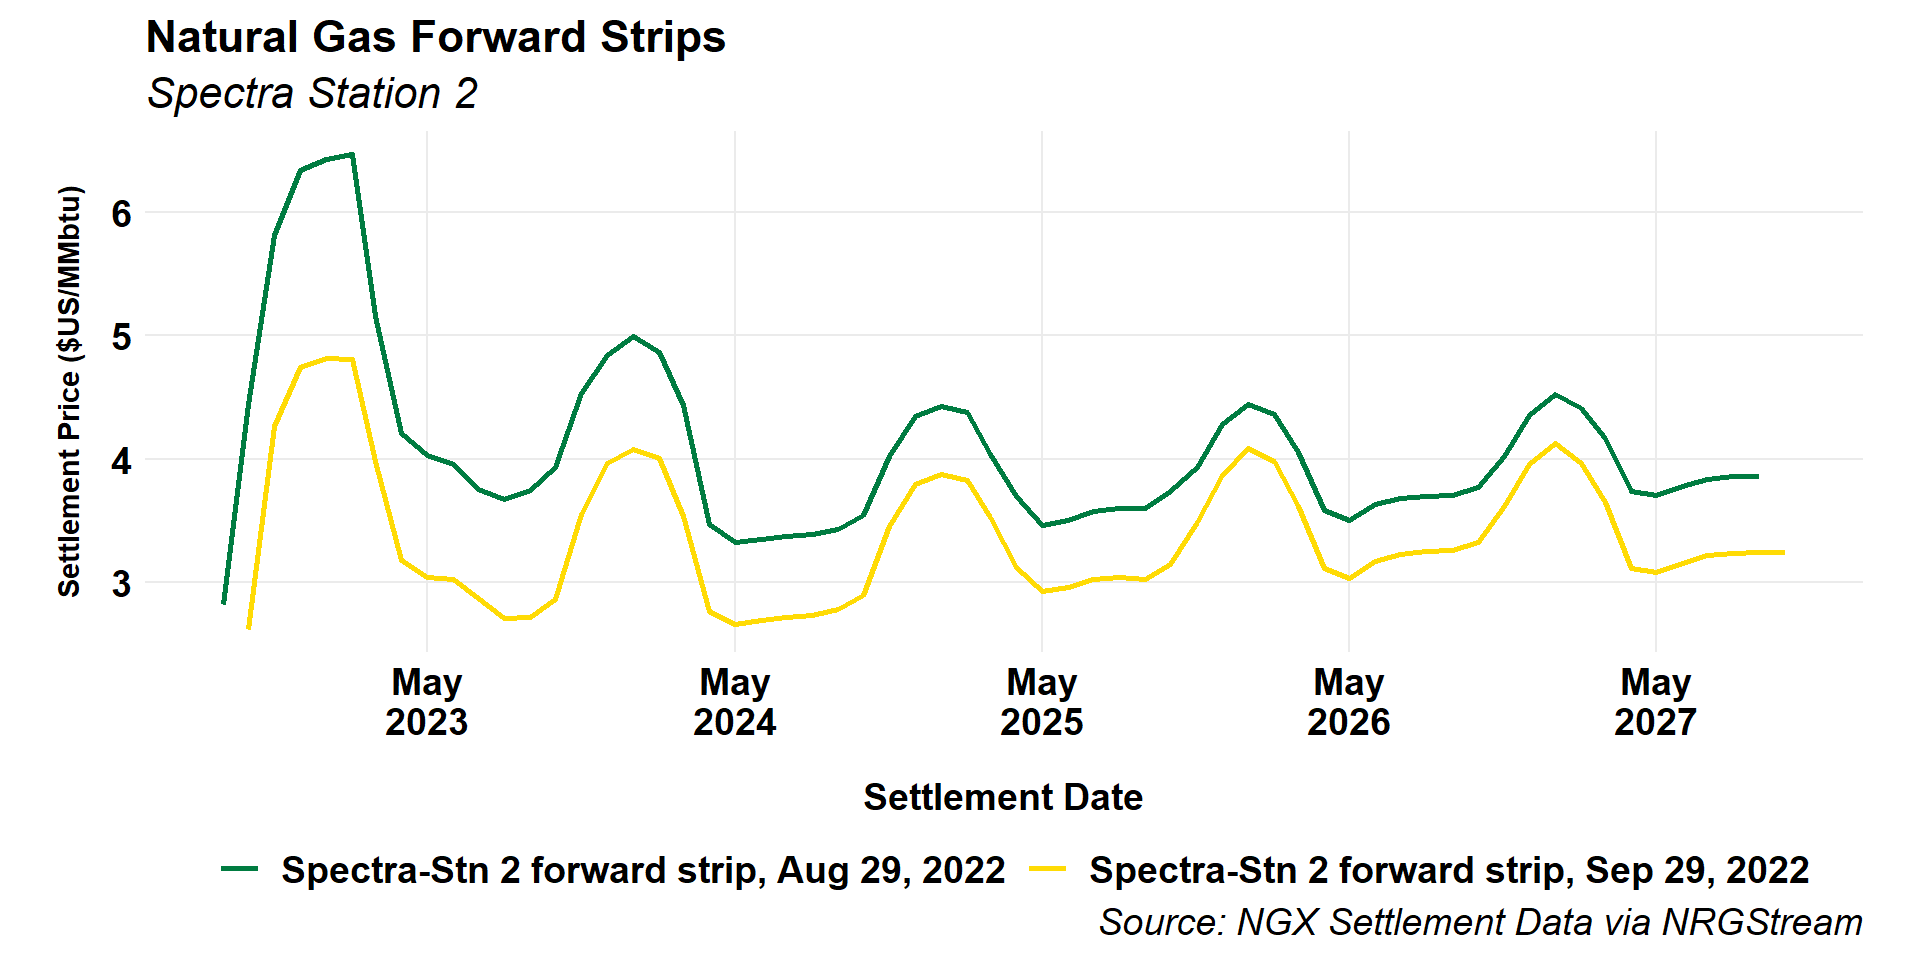 Natural Gas Forward Strips
Spectra Station 2
Settlement Price ($US/MMbtu)
6
5
4
3
May
2023
May
2024
May
2025
May
2026
May
2027
Settlement Date
Spectra-Stn 2 forward strip, Aug 29, 2022
Spectra-Stn 2 forward strip, Sep 29, 2022
Source: NGX Settlement Data via NRGStream